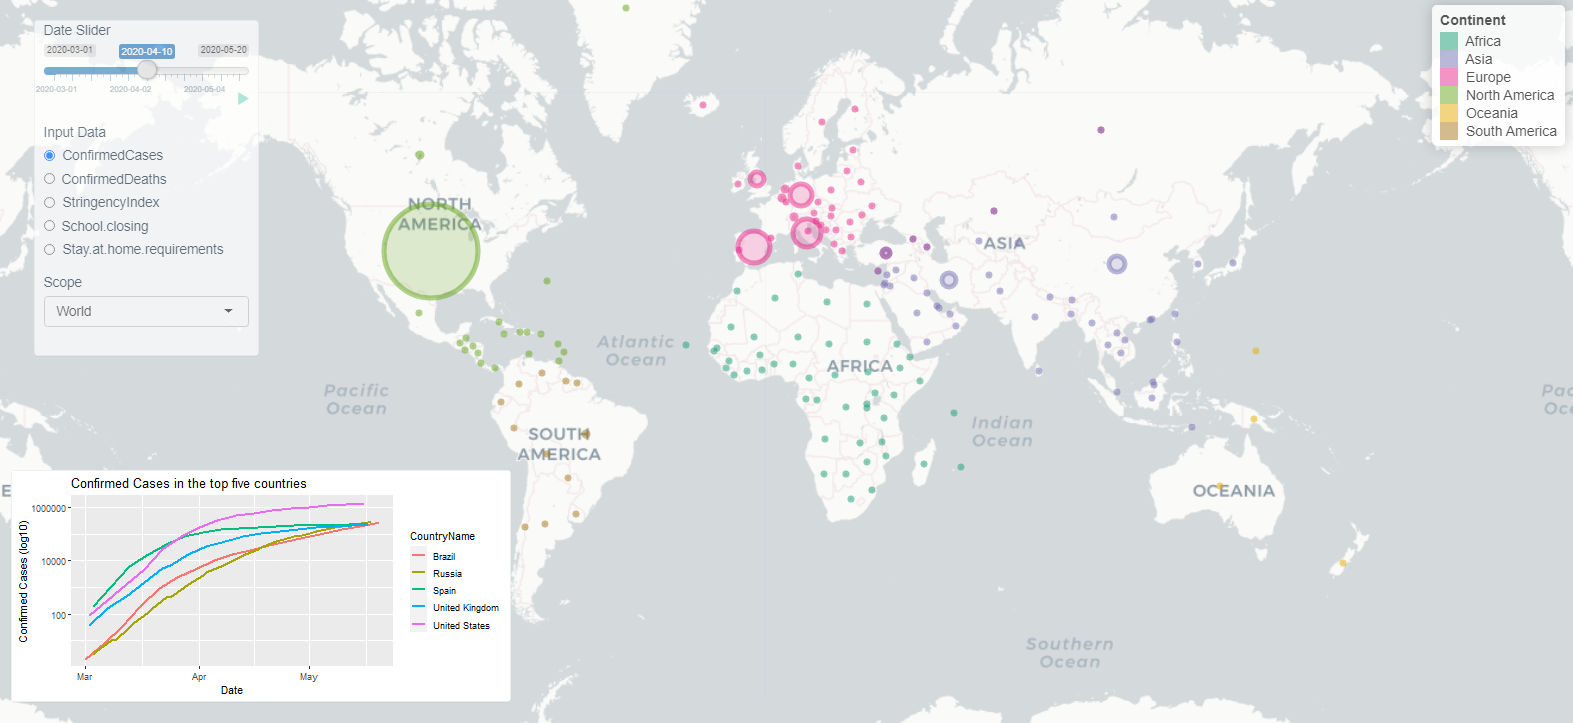 Date Slider
2020-03-01 2020-04-10 2020-05-20
2020-03-01 2020-04-02 2020-05-04
Input Data
ConfirmedCases
ConfirmedDeaths
StringencyIndex
School.closing
Stay.at.home.requirements
Scope
World
Continent
Africa
Asia
Europe
North America
Oceania
South America
NORTH
AMERICA
ASIA
Atlantic
Ocean
AFRICA
Pacific
Ocean
Indian
Ocean
SOUTH
AMERICA
OCEANIA
Southern
Ocean
Confirmed Cases in the top five countries
Confirmed Cases (log10)
1000000
10000
100
Mar Apr May
Date
CountryName
Brazil
Russia
Spain
United Kingdom
United States